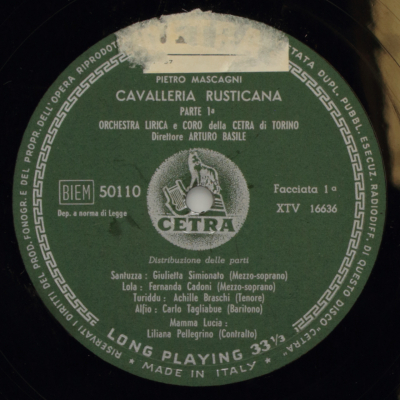 PIETRO MASCAGNI
CAVALLERIA RUSTICANA
PARTE 1ª
ORCHESTRA LIRICA e CORO della CETRA di TORINO
Direttore ARTURO BASILE
BIEM 50110
Dep. a norma di Legge
Facciata 1ª
XTV 16636
CETRA
Distribuzione delle parti
Santuzza : Giulietta Simionato (Mezzo-soprano)
Lola : Fernanda Cadoni (Mezzo-soprano)
Turiddu : Achille Braschi (Tenore)
Alfio : Carlo Tagliabue (Baritono)
Mamma Lucia :
Liliana Pellegrino (Contralto)
LONG PLAYING 33 1/3
★ MADE IN ITALY ★
RISERVATI I DIRITTI DEL PROD. FONOGR. E DEL PROPR. DELL'OPERA RIPRODOT
TATA DUPL. PUBBL. ESECUZ. RADIODIFF. DI QUESTO DISCO "CETRA"